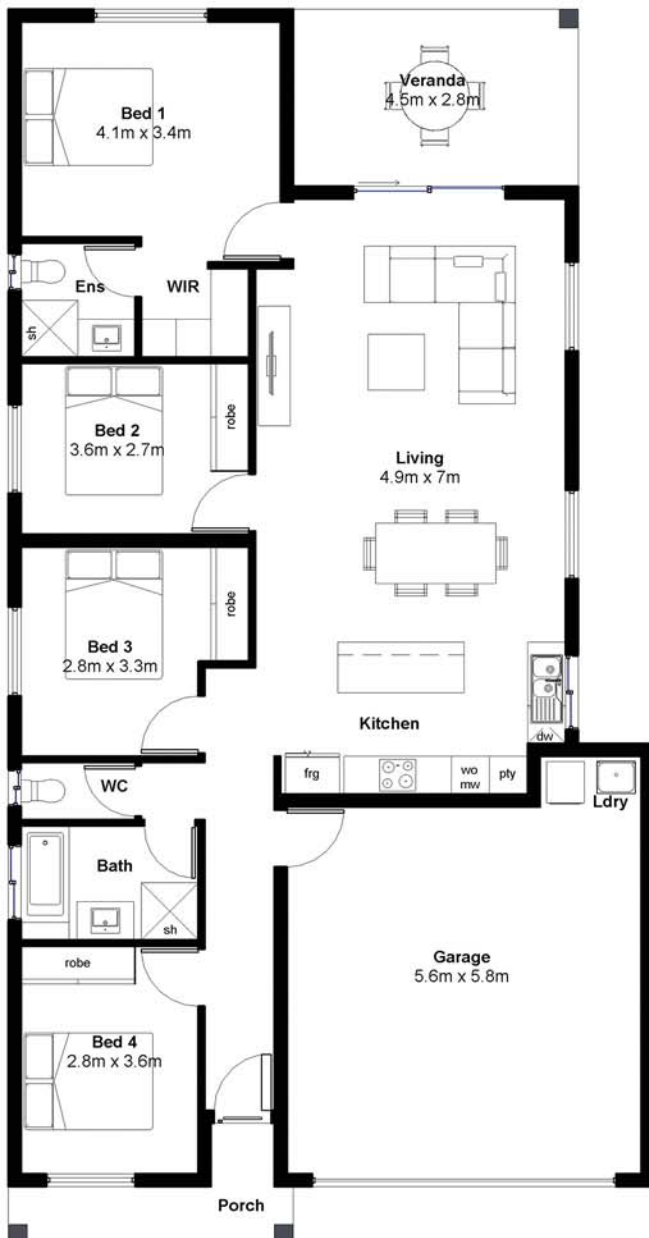 Bed 1
4.1m x 3.4m
Veranda
4.5m x 2.8m
Ens
WIR
sh
Bed 2
3.6m x 2.7m
robe
Living
4.9m x 7m
Bed 3
2.8m x 3.3m
robe
Kitchen
dw
frg
wo
mw
pty
WC
Ldry
Bath
sh
Garage
5.6m x 5.8m
robe
Bed 4
2.8m x 3.6m
Porch